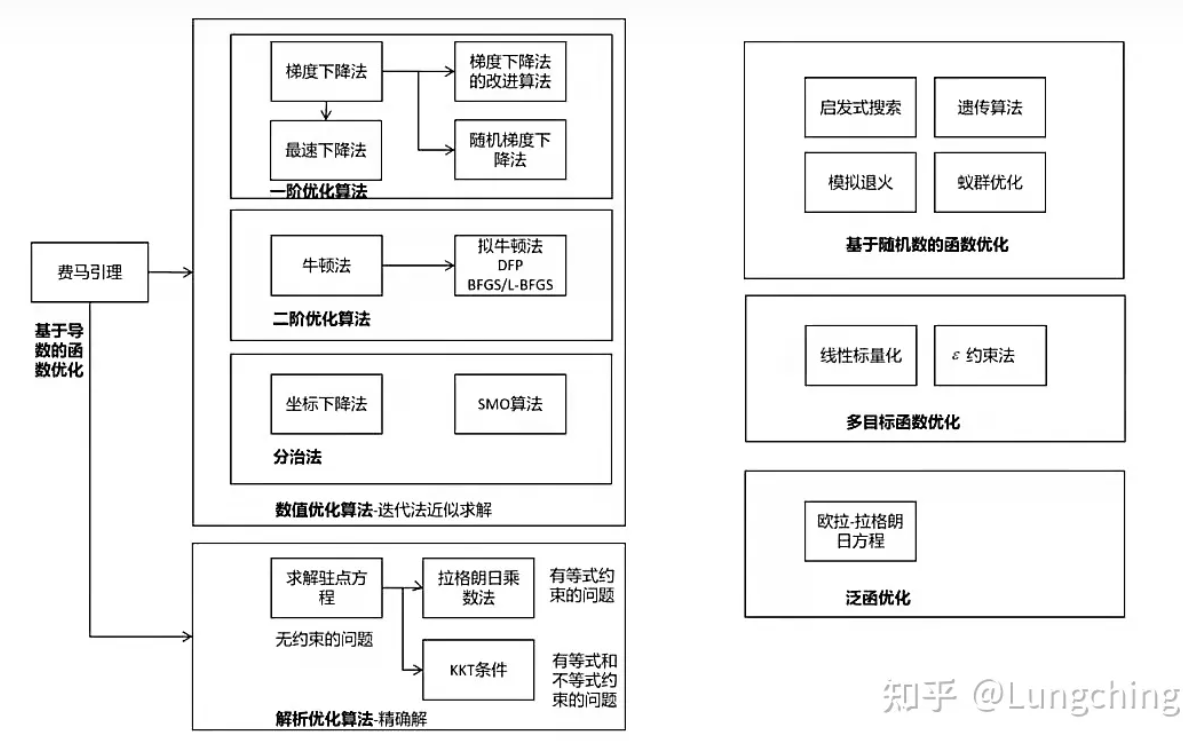 费马引理
基于导
数的函
数优化
梯度下降法
梯度下降法
的改进算法
最速下降法
随机梯度下
降法
一阶优化算法
牛顿法
拟牛顿法
DFP
BFGS/L-BFGS
二阶优化算法
坐标下降法
SMO算法
分治法
数值优化算法-迭代法近似求解
求解驻点方
程
无约束的问题
拉格朗日乘
数法
有等式约
束的问题
KKT条件
有等式和
不等式约
束的问题
解析优化算法-精确解
启发式搜索
遗传算法
模拟退火
蚁群优化
基于随机数的函数优化
线性标量化
ε 约束法
多目标函数优化
欧拉-拉格朗
日方程
泛函优化
知乎 @Lungching